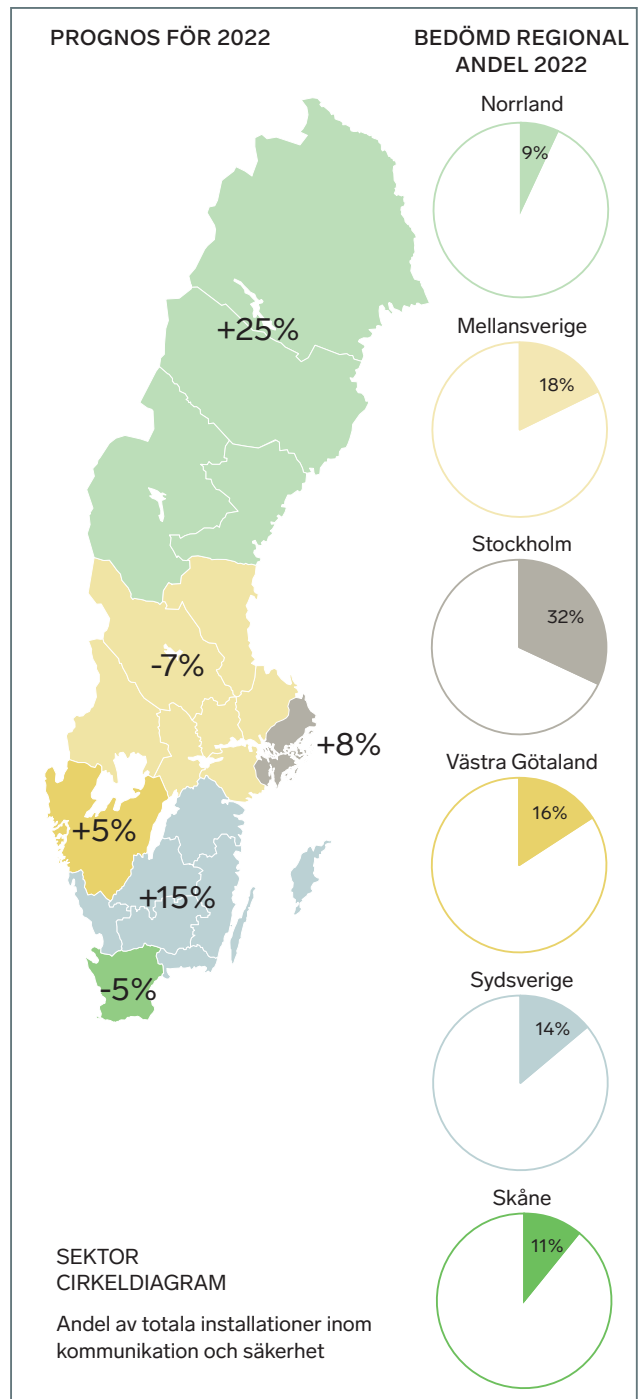 PROGNOS FÖR 2022
+25%
-7%
+8%
+5%
+15%
-5%
BEDÖMD REGIONAL
ANDEL 2022
Norrland
9%
Mellansverige
18%
Stockholm
32%
Västra Götaland
16%
Sydsverige
14%
Skåne
11%
SEKTOR
CIRKELDIAGRAM
Andel av totala installationer inom
kommunikation och säkerhet